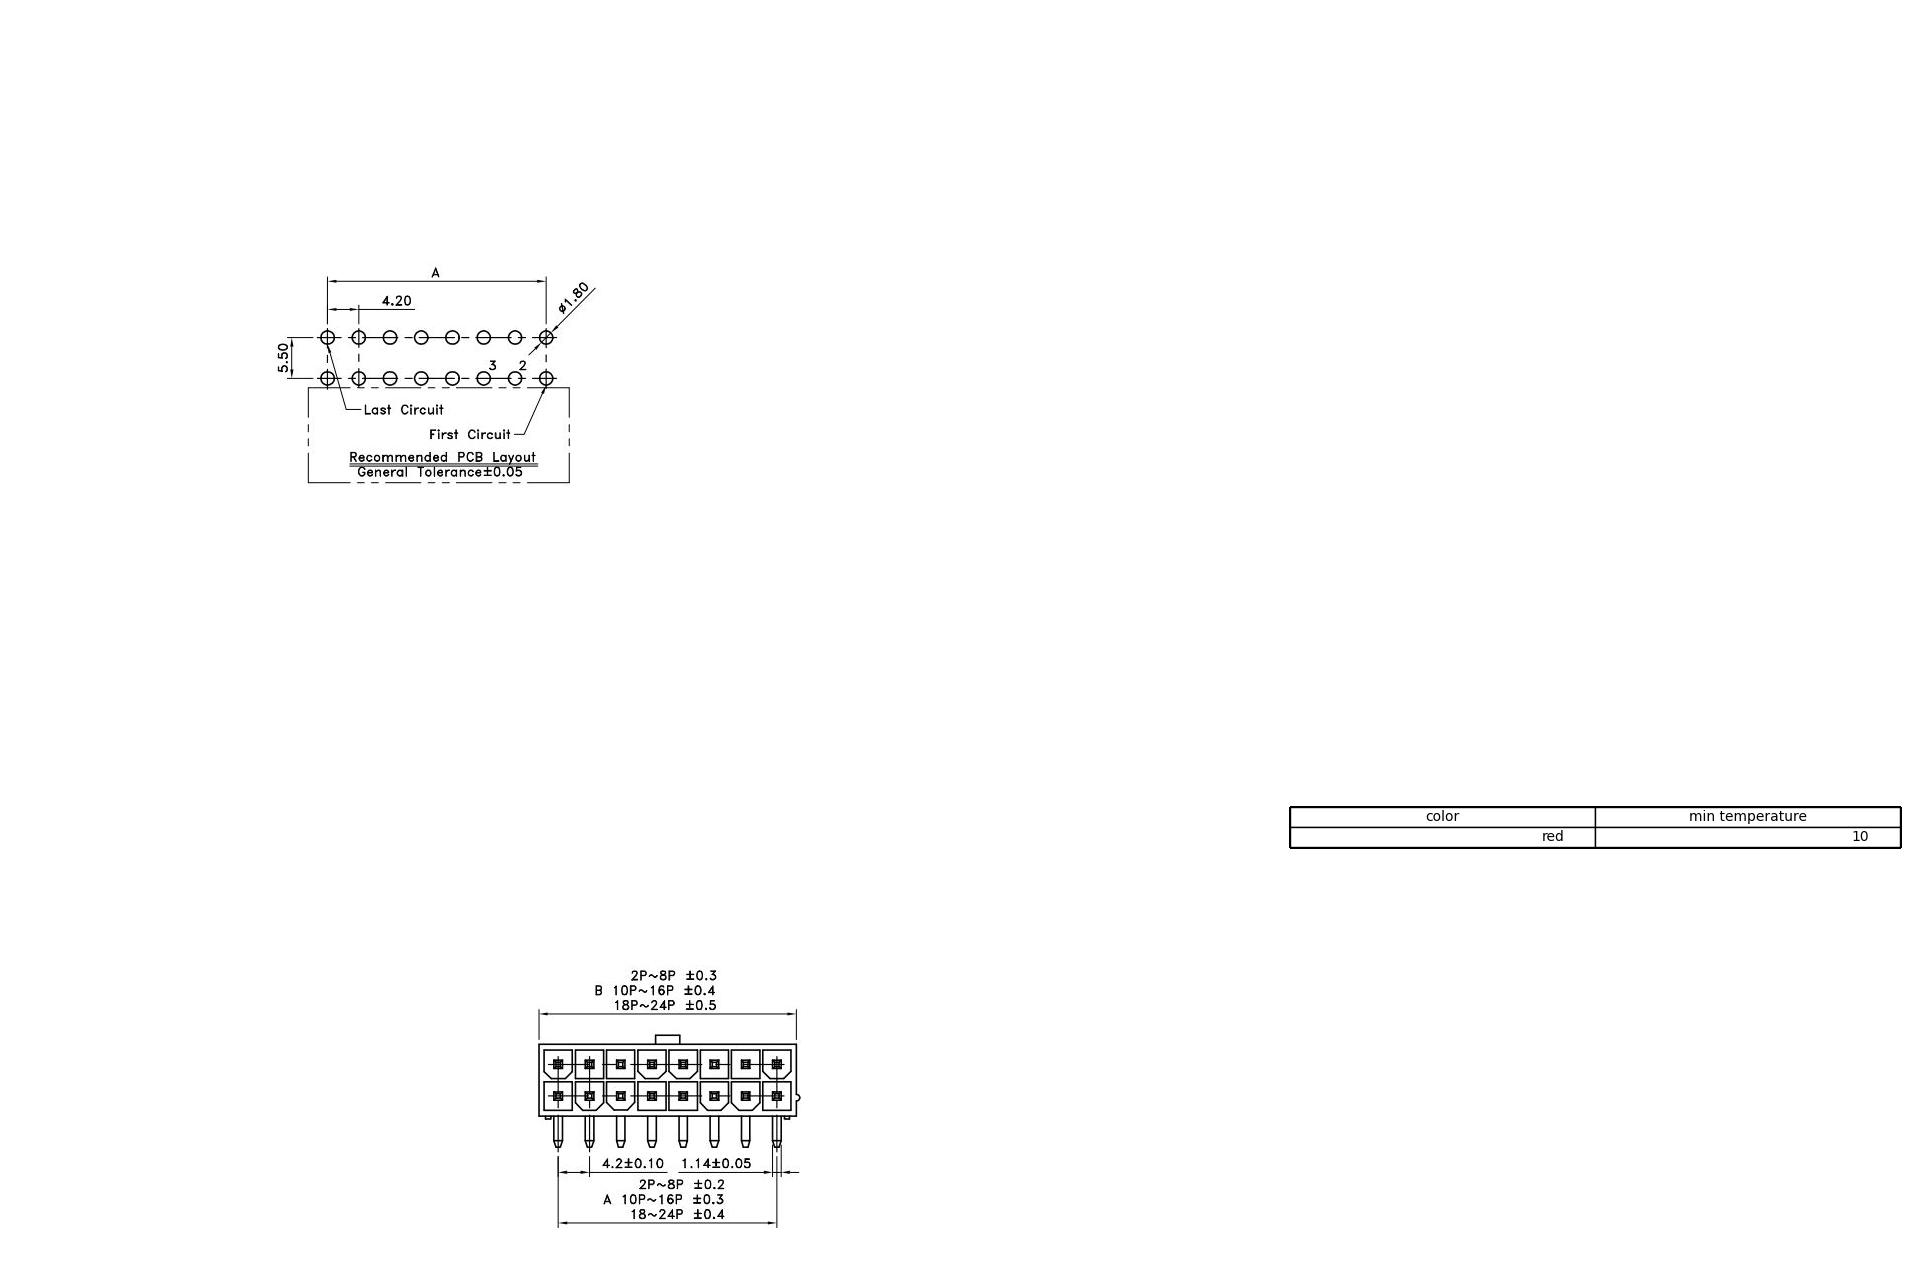 A
4.20
ø1.80
5.50
3 2
Last Circuit
First Circuit
Recommended PCB Layout
General Tolerance±0.05
color min temperature
red 10
2P~8P ±0.3
B 10P~16P ±0.4
18P~24P ±0.5
4.2±0.10 1.14±0.05
2P~8P ±0.2
A 10P~16P ±0.3
18~24P ±0.4